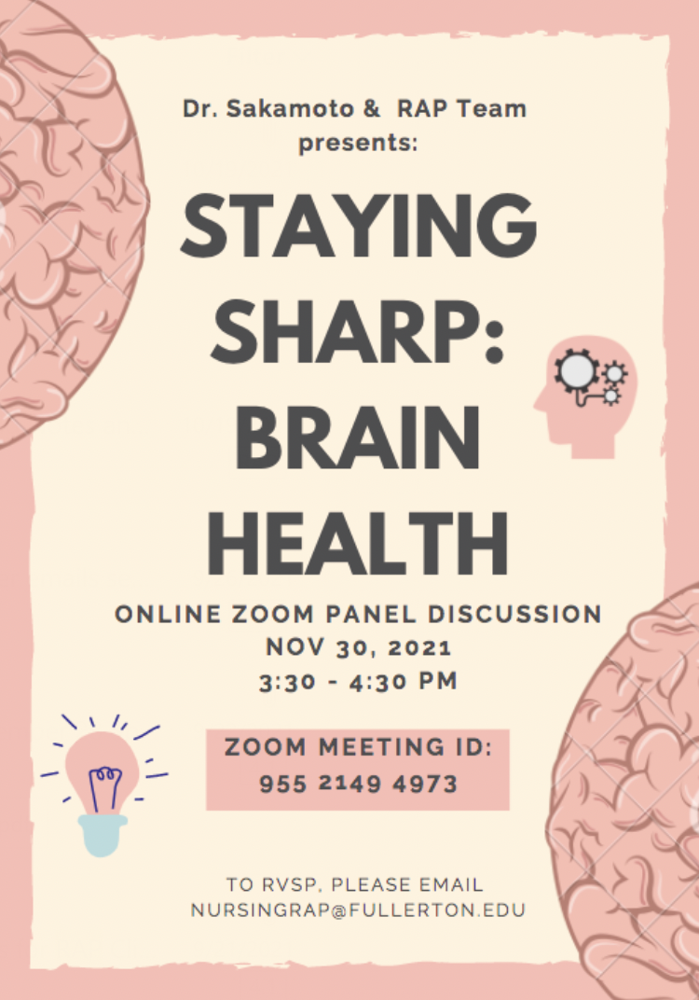 Dr. Sakamoto & RAP Team
presents:
STAYING
SHARP:
BRAIN
HEALTH
ONLINE ZOOM PANEL DISCUSSION
NOV 30, 2021
3:30 - 4:30 PM
ZOOM MEETING ID:
955 2149 4973
TO RVSP, PLEASE EMAIL
NURSINGRAP@FULLERTON.EDU